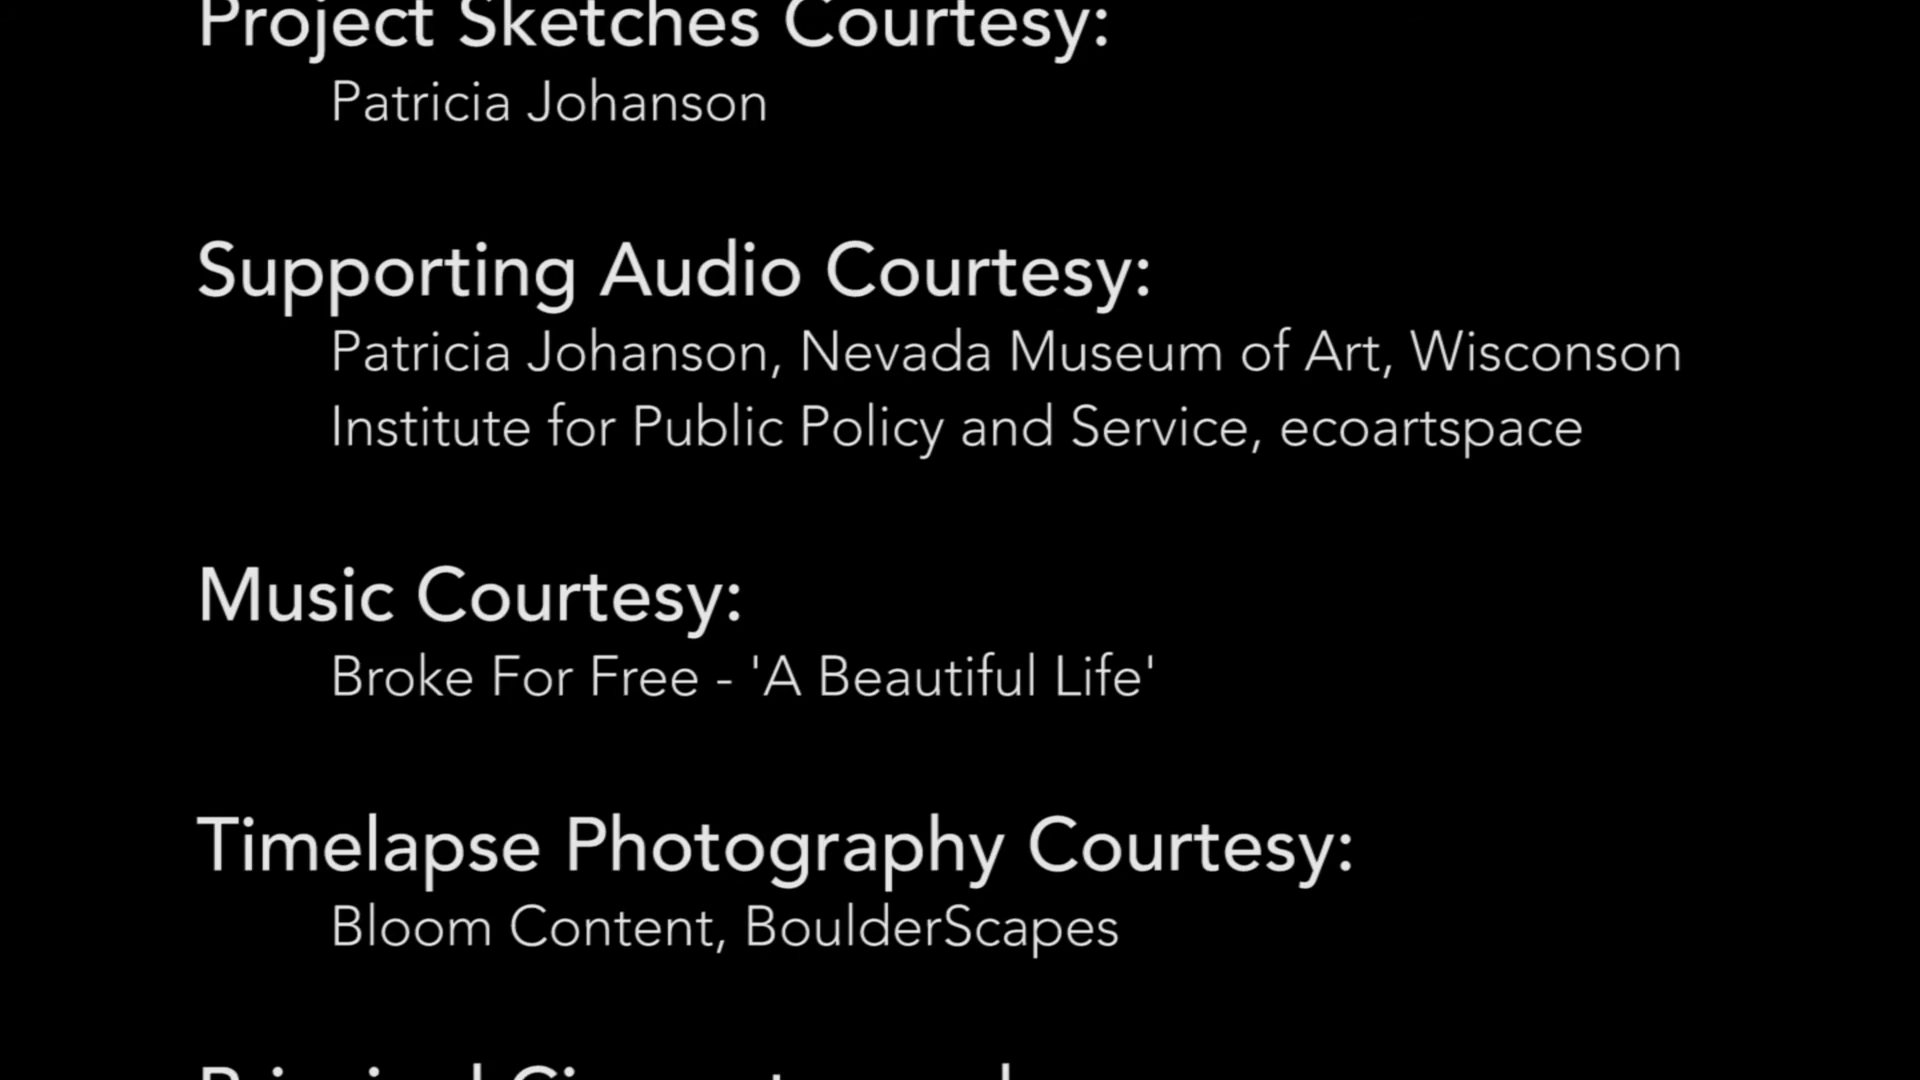 Project Sketches Courtesy:
Patricia Johanson
Supporting Audio Courtesy:
Patricia Johanson, Nevada Museum of Art, Wisconson
Institute for Public Policy and Service, ecoartspace
Music Courtesy:
Broke For Free - 'A Beautiful Life'
Timelapse Photography Courtesy:
Bloom Content, BoulderScapes